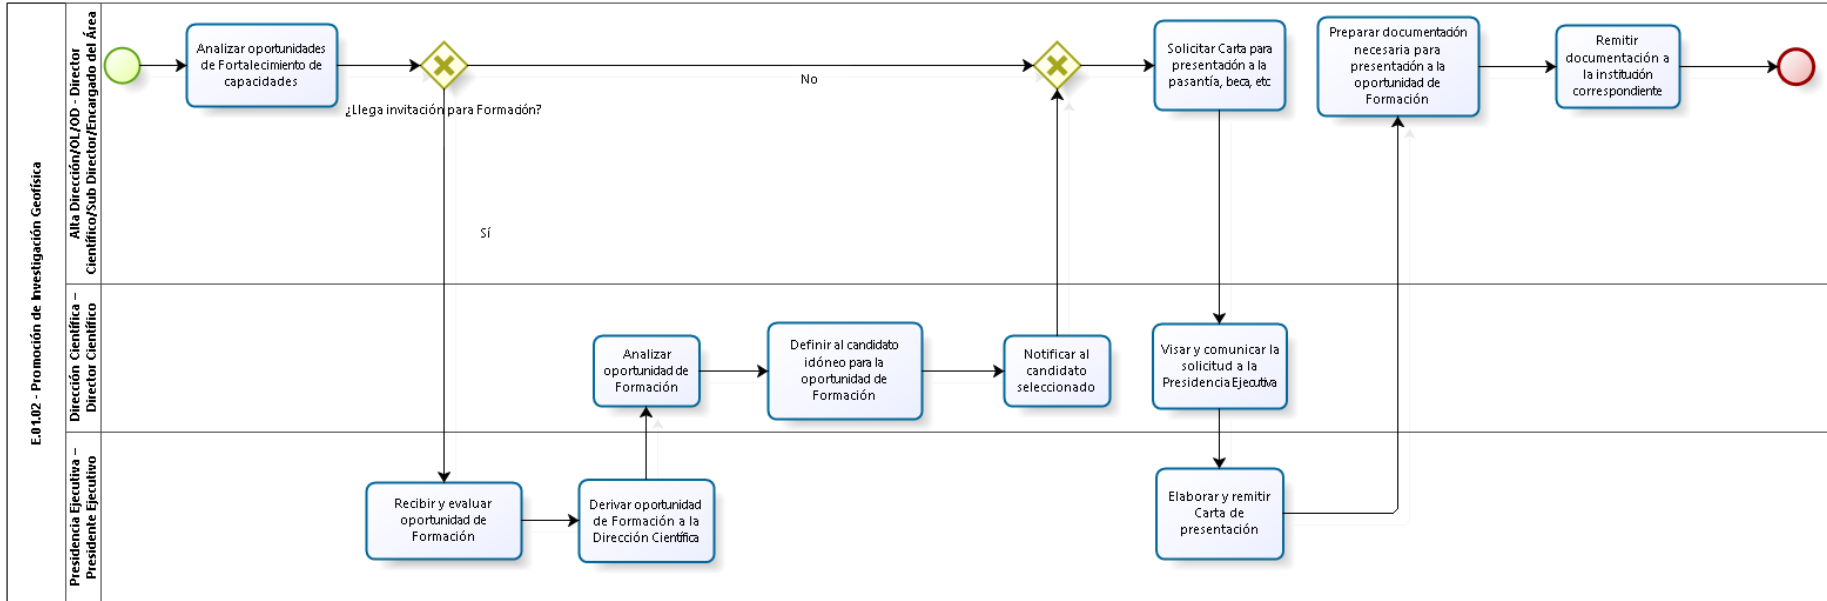 E.01.02 - Promoción de Investigación Geofísica
Alta Dirección/OL/OD - Director
Científico/Sub Director/Encargado del Área
Analizar oportunidades
de Fortalecimiento de
capacidades
¿Llega invitación para Formación?
No
Sí
Solicitar Carta para
presentación a la
pasantía, beca, etc
Preparar documentación
necesaria para
presentación a la
oportunidad de
Formación
Remitir
documentación a
la institución
correspondiente
Dirección Científica –
Director Científico
Analizar
oportunidad de
Formación
Definir al candidato
idóneo para la
oportunidad de
Formación
Notificar al
candidato
seleccionado
Visar y comunicar la
solicitud a la
Presidencia Ejecutiva
Presidencia Ejecutiva –
Presidente Ejecutivo
Recibir y evaluar
oportunidad de
Formación
Derivar oportunidad
de Formación a la
Dirección Científica
Elaborar y remitir
Carta de
presentación